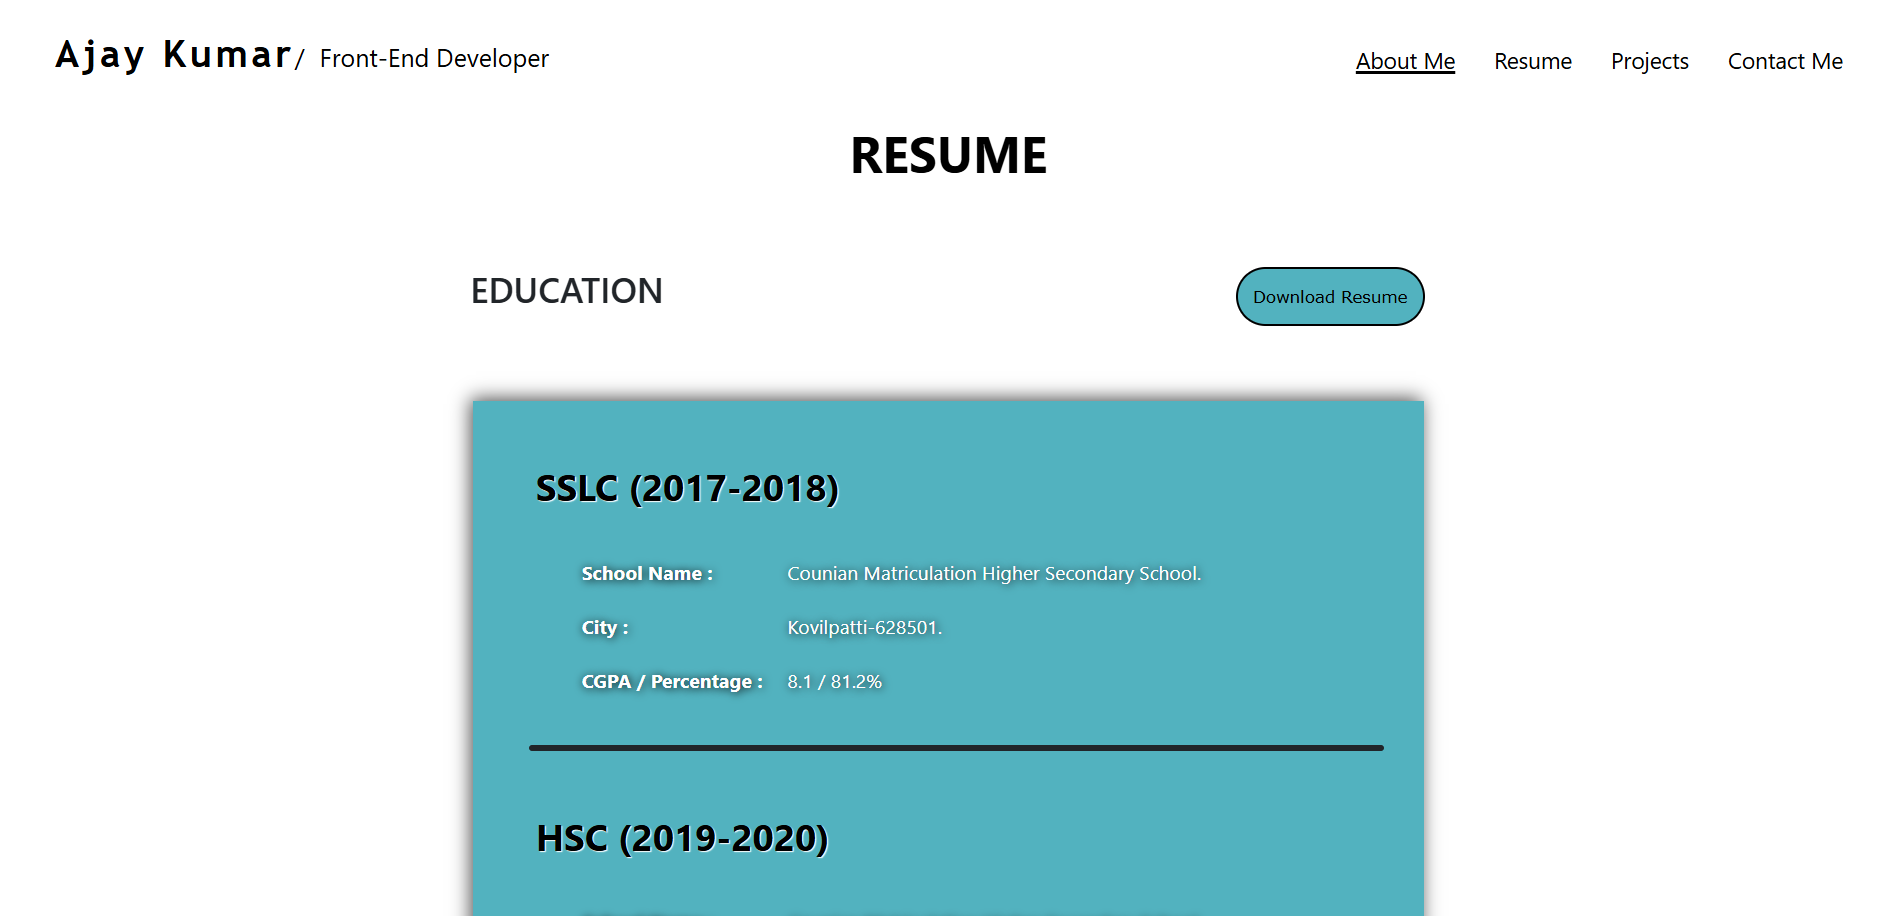 Ajay Kumar/ Front-End Developer
About Me Resume Projects Contact Me
RESUME
EDUCATION
Download Resume
SSLC (2017-2018)
School Name : Counian Matriculation Higher Secondary School.
City : Kovilpatti-628501.
CGPA / Percentage : 8.1 / 81.2%
HSC (2019-2020)